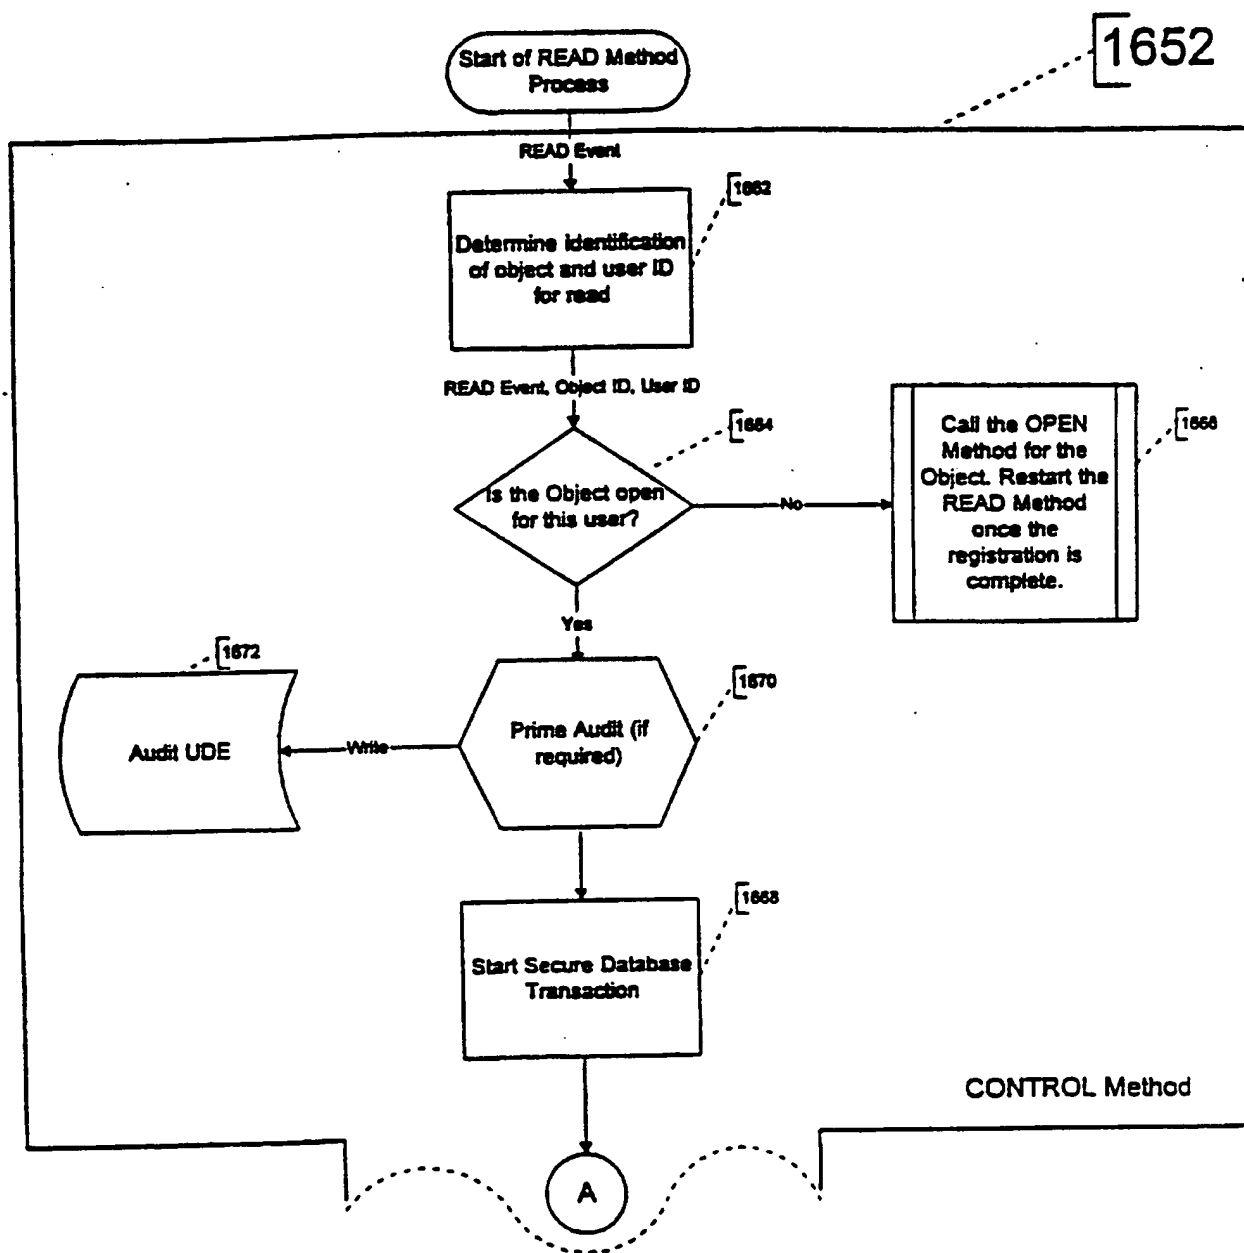 1652
Start of READ Method
Process
READ Event
1662
Determine identification
of object and user ID
for read
READ Event, Object ID, User ID
1664
Is the Object open
for this user?
No
Call the OPEN
Method for the
Object. Restart the
READ Method
once the
registration is
complete.
Yes
1672
1670
Audit UDE
Write
Prime Audit (if
required)
1668
Start Secure Database
Transaction
CONTROL Method
A